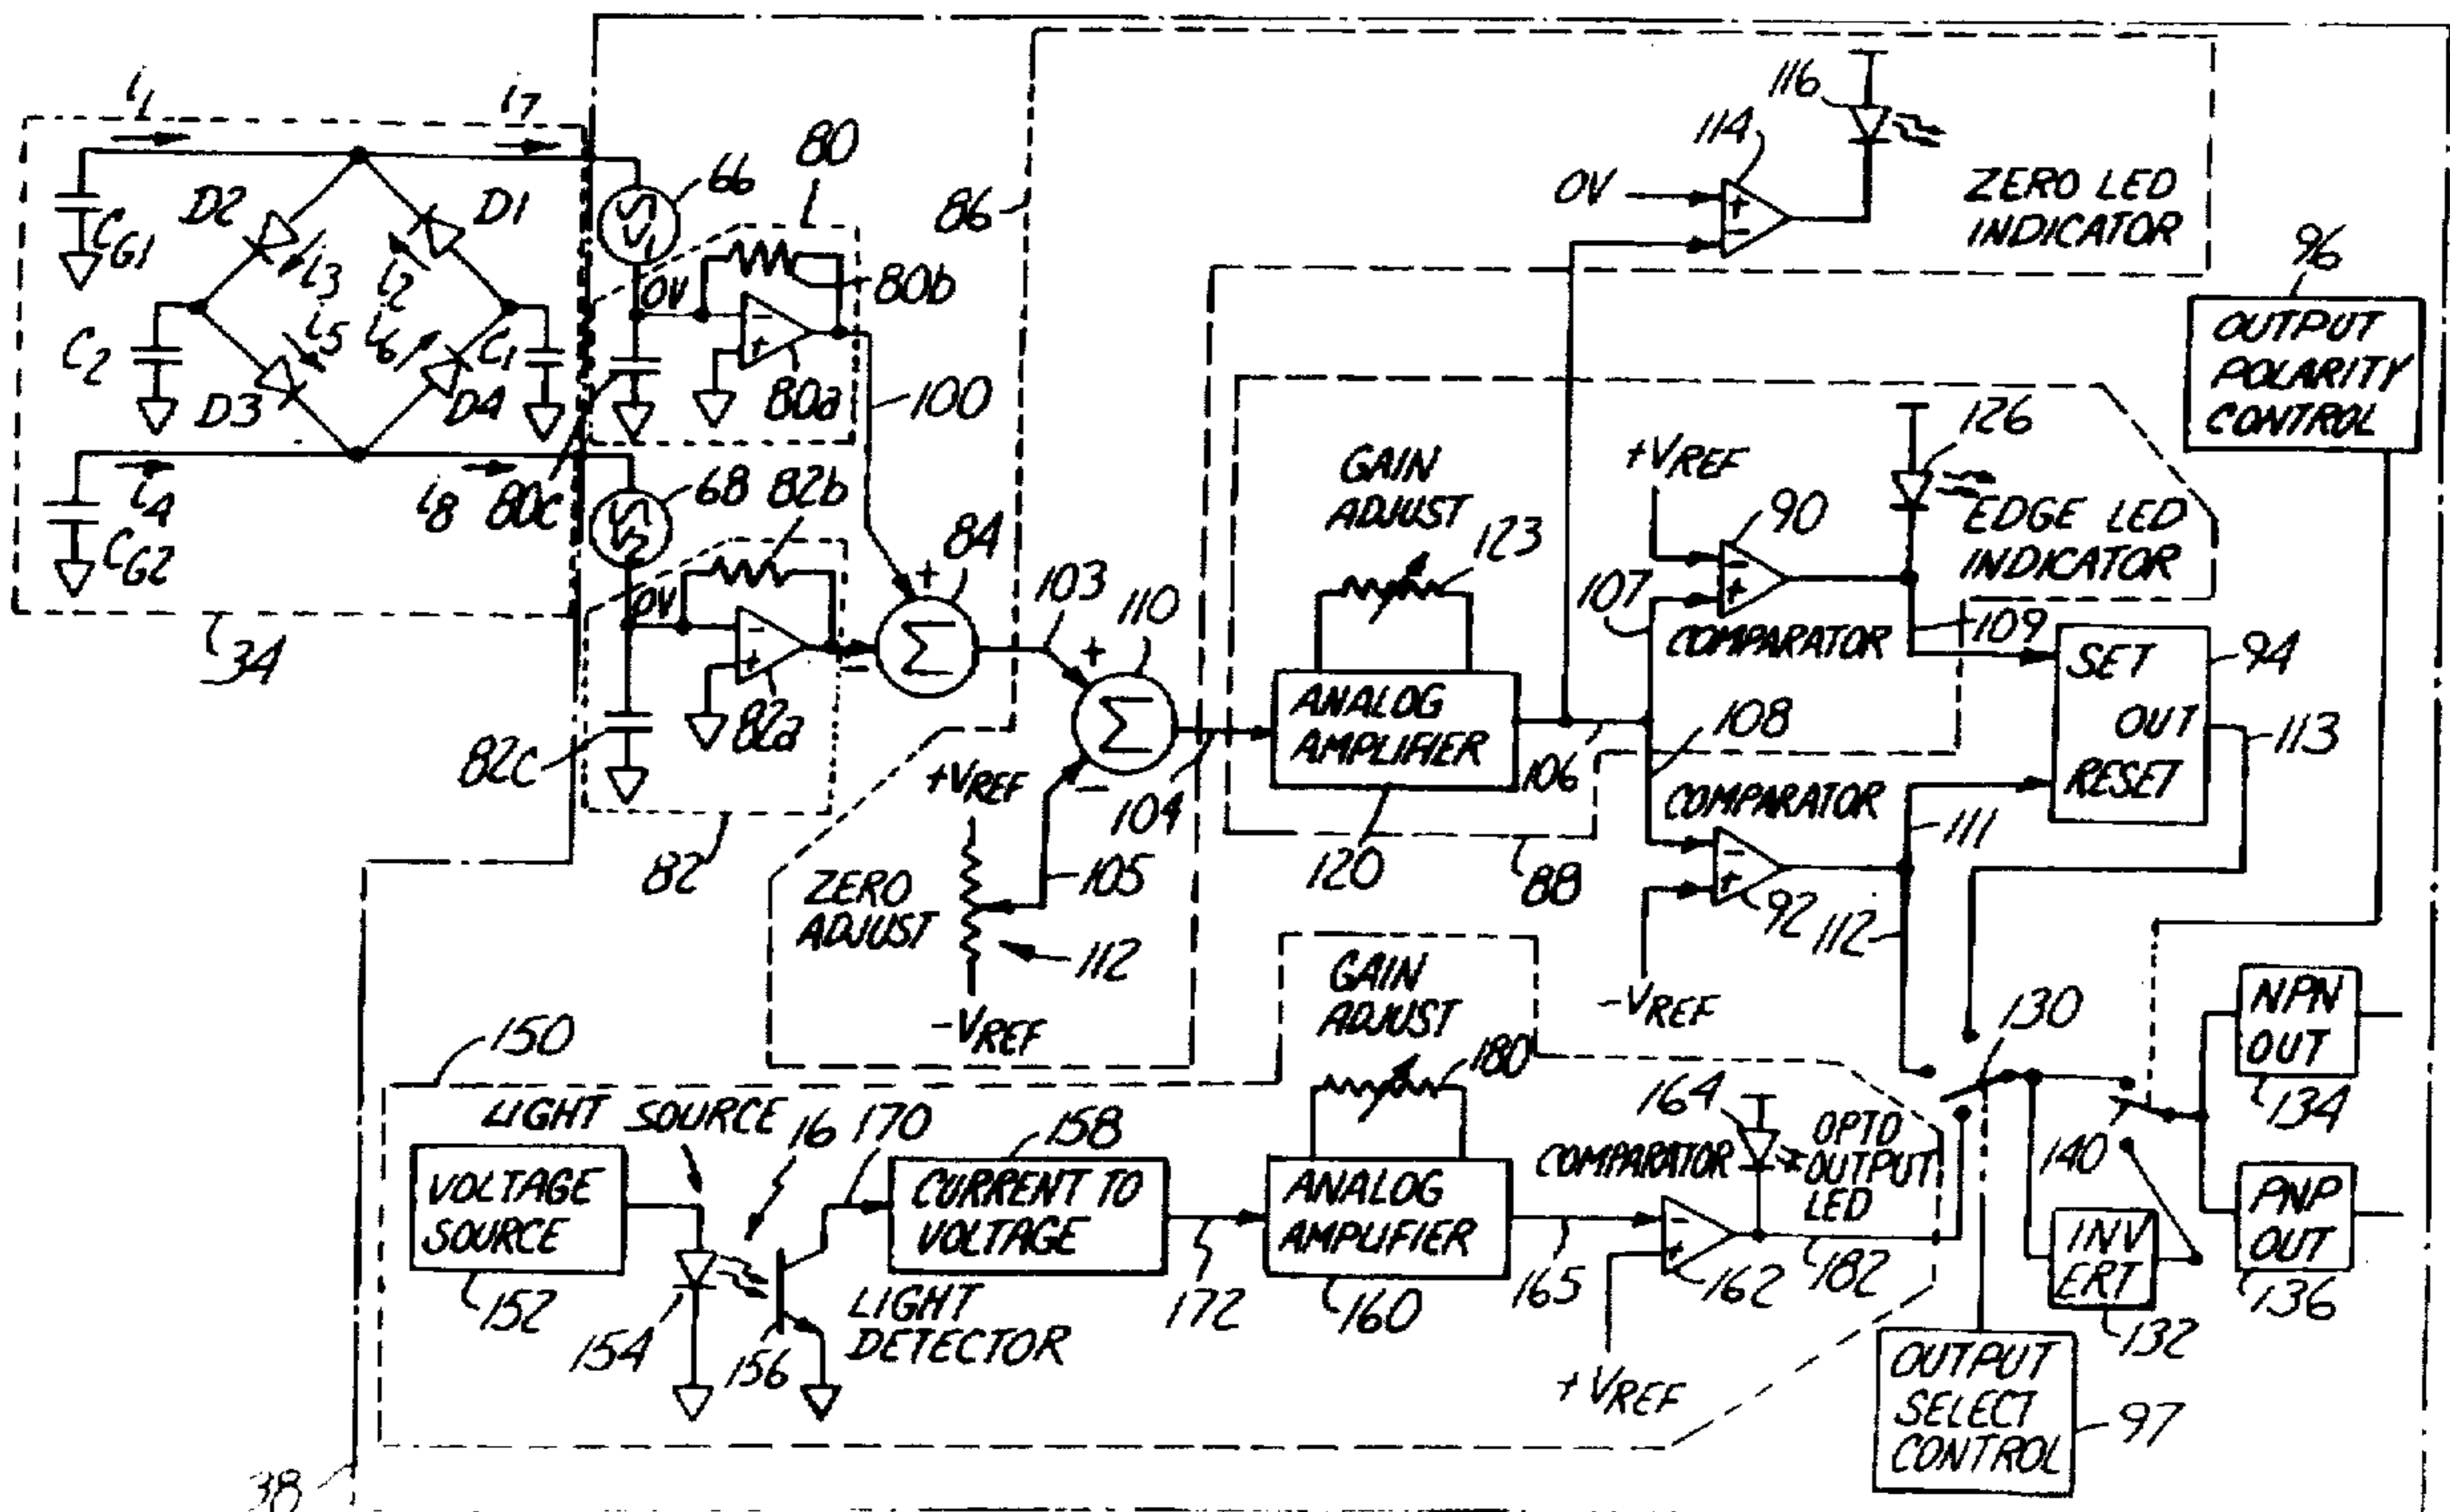 i1
i7
80
66
86
116
114
0V
ZERO LED
INDICATOR
96
D2
D1
CG1
i3
i2
0V
80b
OUTPUT
POLARITY
CONTROL
C2
i5
i6
C1
80a
D3
D4
100
126
GAIN
ADJUST
+VREF
90
EDGE LED
INDICATOR
i4
i8
80c
68
82b
84
CG2
123
0V
+
Σ
−
103
110
+
107
COMPARATOR
109
SET
OUT
RESET
94
34
82a
Σ
−
ANALOG
AMPLIFIER
108
113
82c
+VREF
104
106
COMPARATOR
111
82
105
120
88
92
112
ZERO
ADJUST
112
−VREF
−VREF
GAIN
ADJUST
130
NPN
OUT
134
150
180
LIGHT SOURCE
16
170
158
164
OPTO
OUTPUT
LED
140
VOLTAGE
SOURCE
CURRENT TO
VOLTAGE
ANALOG
AMPLIFIER
COMPARATOR
PNP
OUT
136
152
154
156
LIGHT
DETECTOR
172
160
165
162
182
INV
ERT
132
+VREF
OUTPUT
SELECT
CONTROL
97
38